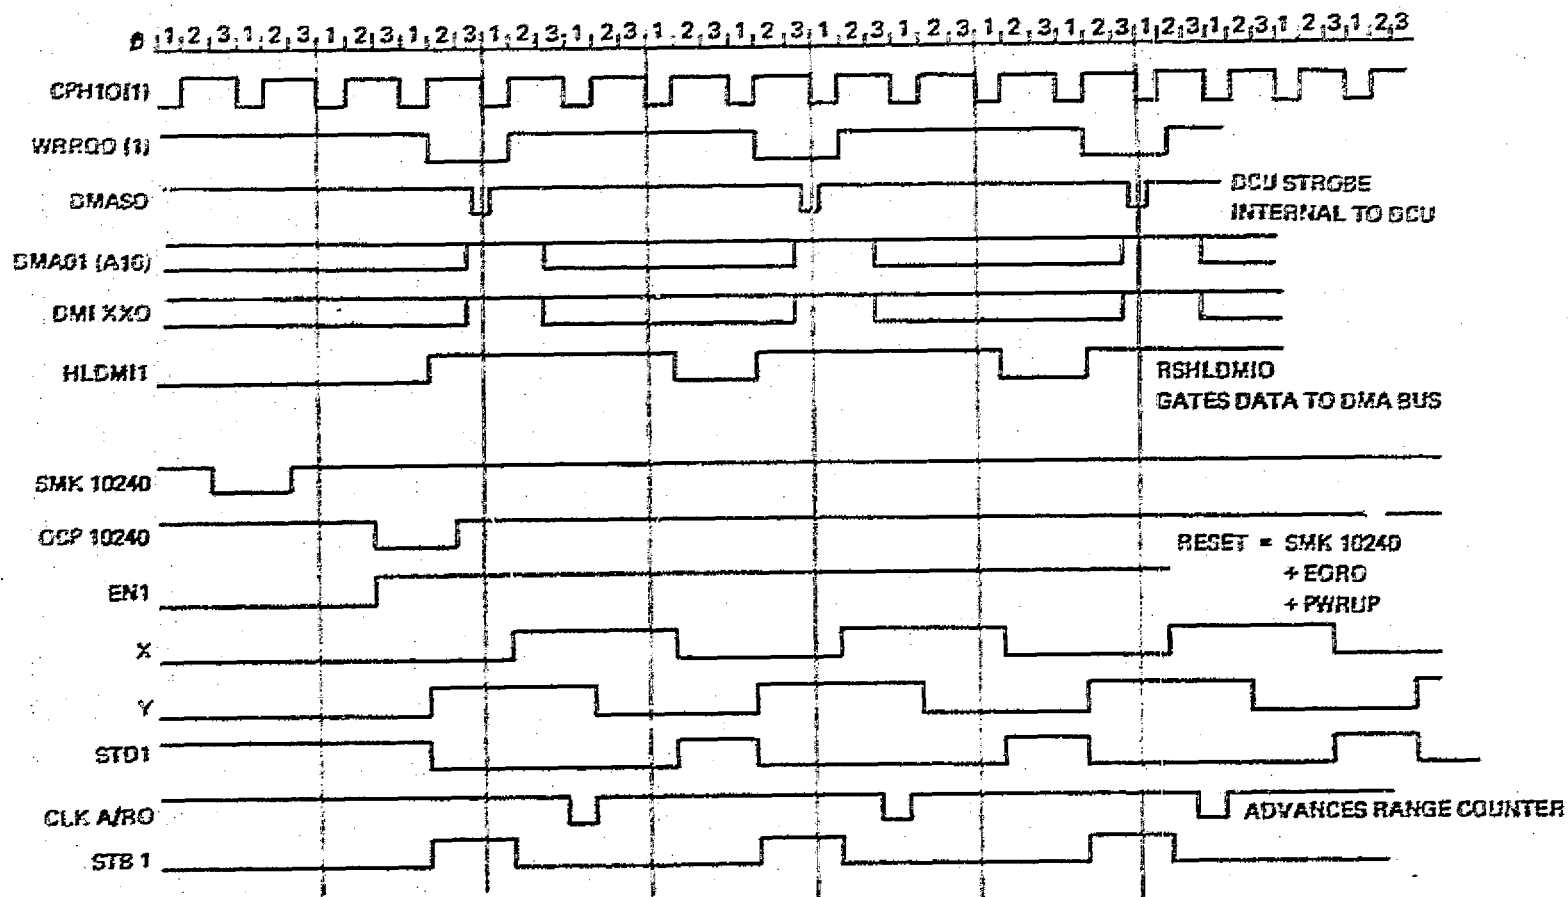 1 2 3 1 2 3 1 2 3 1 2 3 1 2 3 1 2 3 1 2 3 1 2 3 1 2 3 1 2 3 1 2 3 1 2 3 1 2 3 1 2 3 1 2 3 1 2 3
CPH10(1)
WRRQO (1)
DMASO
DCU STROBE
INTERNAL TO DCU
DMA01 (A16)
DMI XXO
HLDMI1
RSHLDMIO
GATES DATA TO DMA BUS
SMK 10240
OCP 10240
RESET = SMK 10240
+ EORO
+ PWRUP
EN1
X
Y
STD1
CLK A/RO
ADVANCES RANGE COUNTER
STB 1